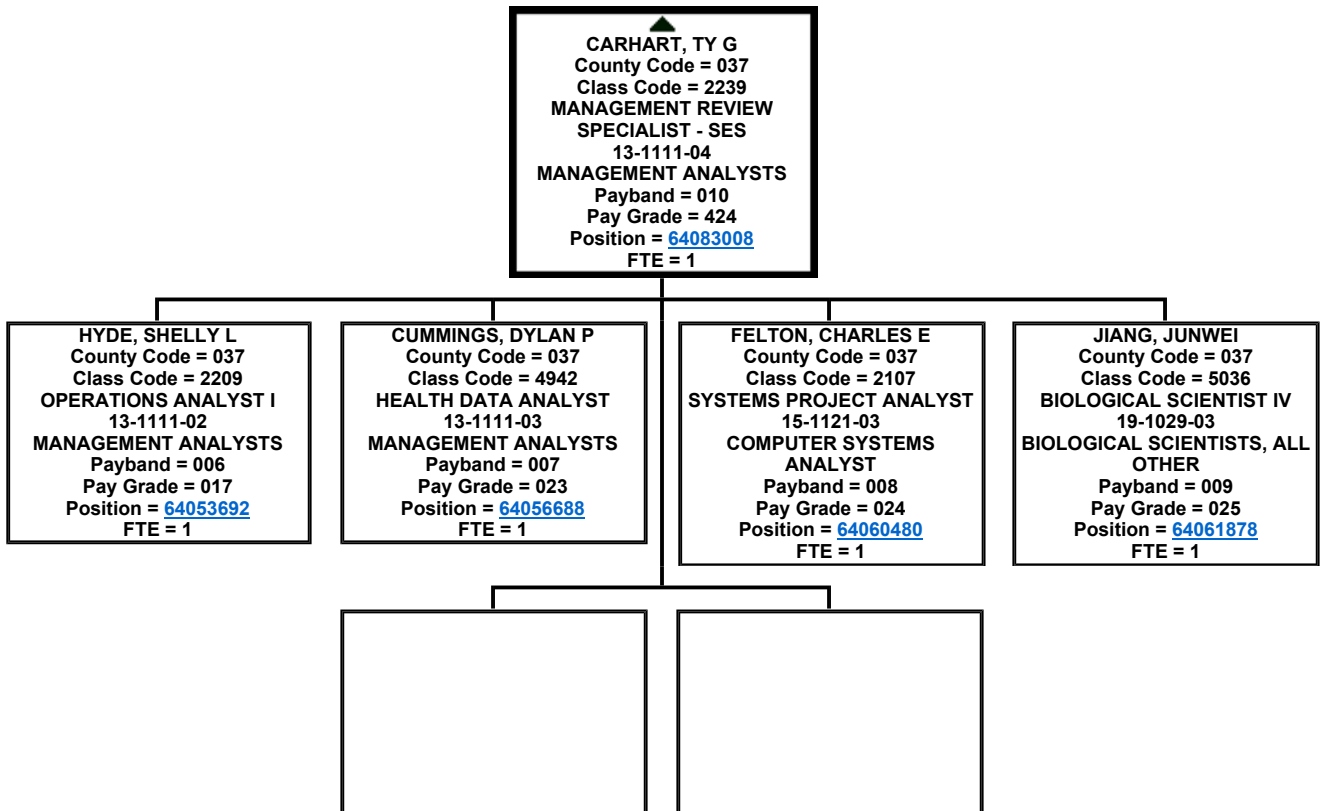 CARHART, TY G
County Code = 037
Class Code = 2239
MANAGEMENT REVIEW
SPECIALIST - SES
13-1111-04
MANAGEMENT ANALYSTS
Payband = 010
Pay Grade = 424
Position = 64083008
FTE = 1
HYDE, SHELLY L
County Code = 037
Class Code = 2209
OPERATIONS ANALYST I
13-1111-02
MANAGEMENT ANALYSTS
Payband = 006
Pay Grade = 017
Position = 64053692
FTE = 1
CUMMINGS, DYLAN P
County Code = 037
Class Code = 4942
HEALTH DATA ANALYST
13-1111-03
MANAGEMENT ANALYSTS
Payband = 007
Pay Grade = 023
Position = 64056688
FTE = 1
FELTON, CHARLES E
County Code = 037
Class Code = 2107
SYSTEMS PROJECT ANALYST
15-1121-03
COMPUTER SYSTEMS
ANALYST
Payband = 008
Pay Grade = 024
Position = 64060480
FTE = 1
JIANG, JUNWEI
County Code = 037
Class Code = 5036
BIOLOGICAL SCIENTIST IV
19-1029-03
BIOLOGICAL SCIENTISTS, ALL
OTHER
Payband = 009
Pay Grade = 025
Position = 64061878
FTE = 1